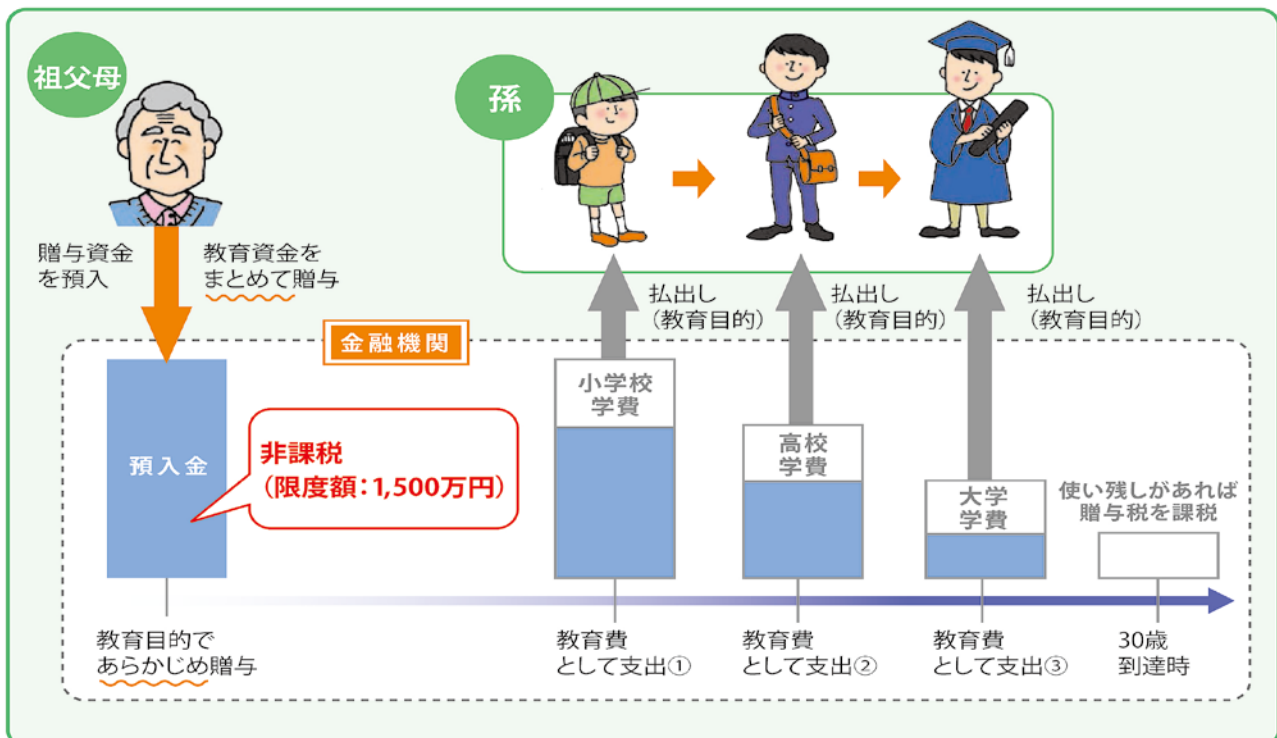 祖父母
孫
贈与資金
を預入
教育資金を
まとめて贈与
払出し
（教育目的）
払出し
（教育目的）
払出し
（教育目的）
金融機関
預入金
非課税
（限度額：1,500万円）
小学校
学費
高校
学費
大学
学費
使い残しがあれば
贈与税を課税
教育目的で
あらかじめ贈与
教育費
として支出①
教育費
として支出②
教育費
として支出③
30歳
到達時